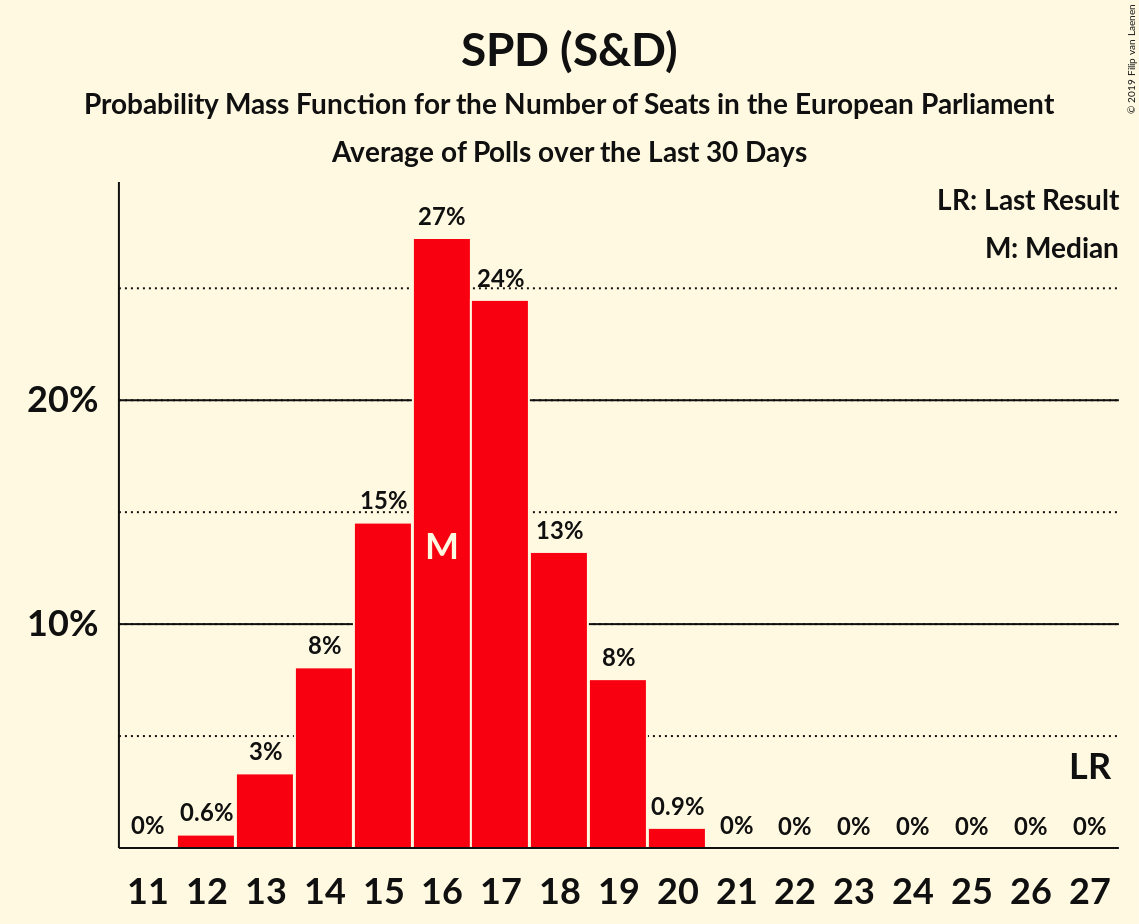 SPD (S&D)
Probability Mass Function for the Number of Seats in the European Parliament
Average of Polls over the Last 30 Days
© 2019 Filip van Laenen
LR: Last Result
M: Median
27%
24%
20%
15%
13%
M
10%
8%
8%
3%
LR
0.6%
0.9%
0%
0%
0%
0%
0%
0%
0%
0%
11 12 13 14 15 16 17 18 19 20 21 22 23 24 25 26 27